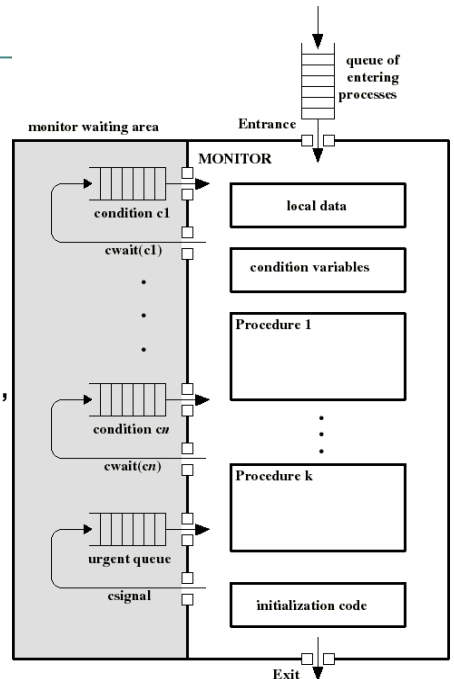 queue of
entering
processes
Entrance
monitor waiting area
MONITOR
condition c1
local data
cwait(c1)
condition variables
Procedure 1
,
condition cn
cwait(cn)
Procedure k
urgent queue
csignal
initialization code
Exit